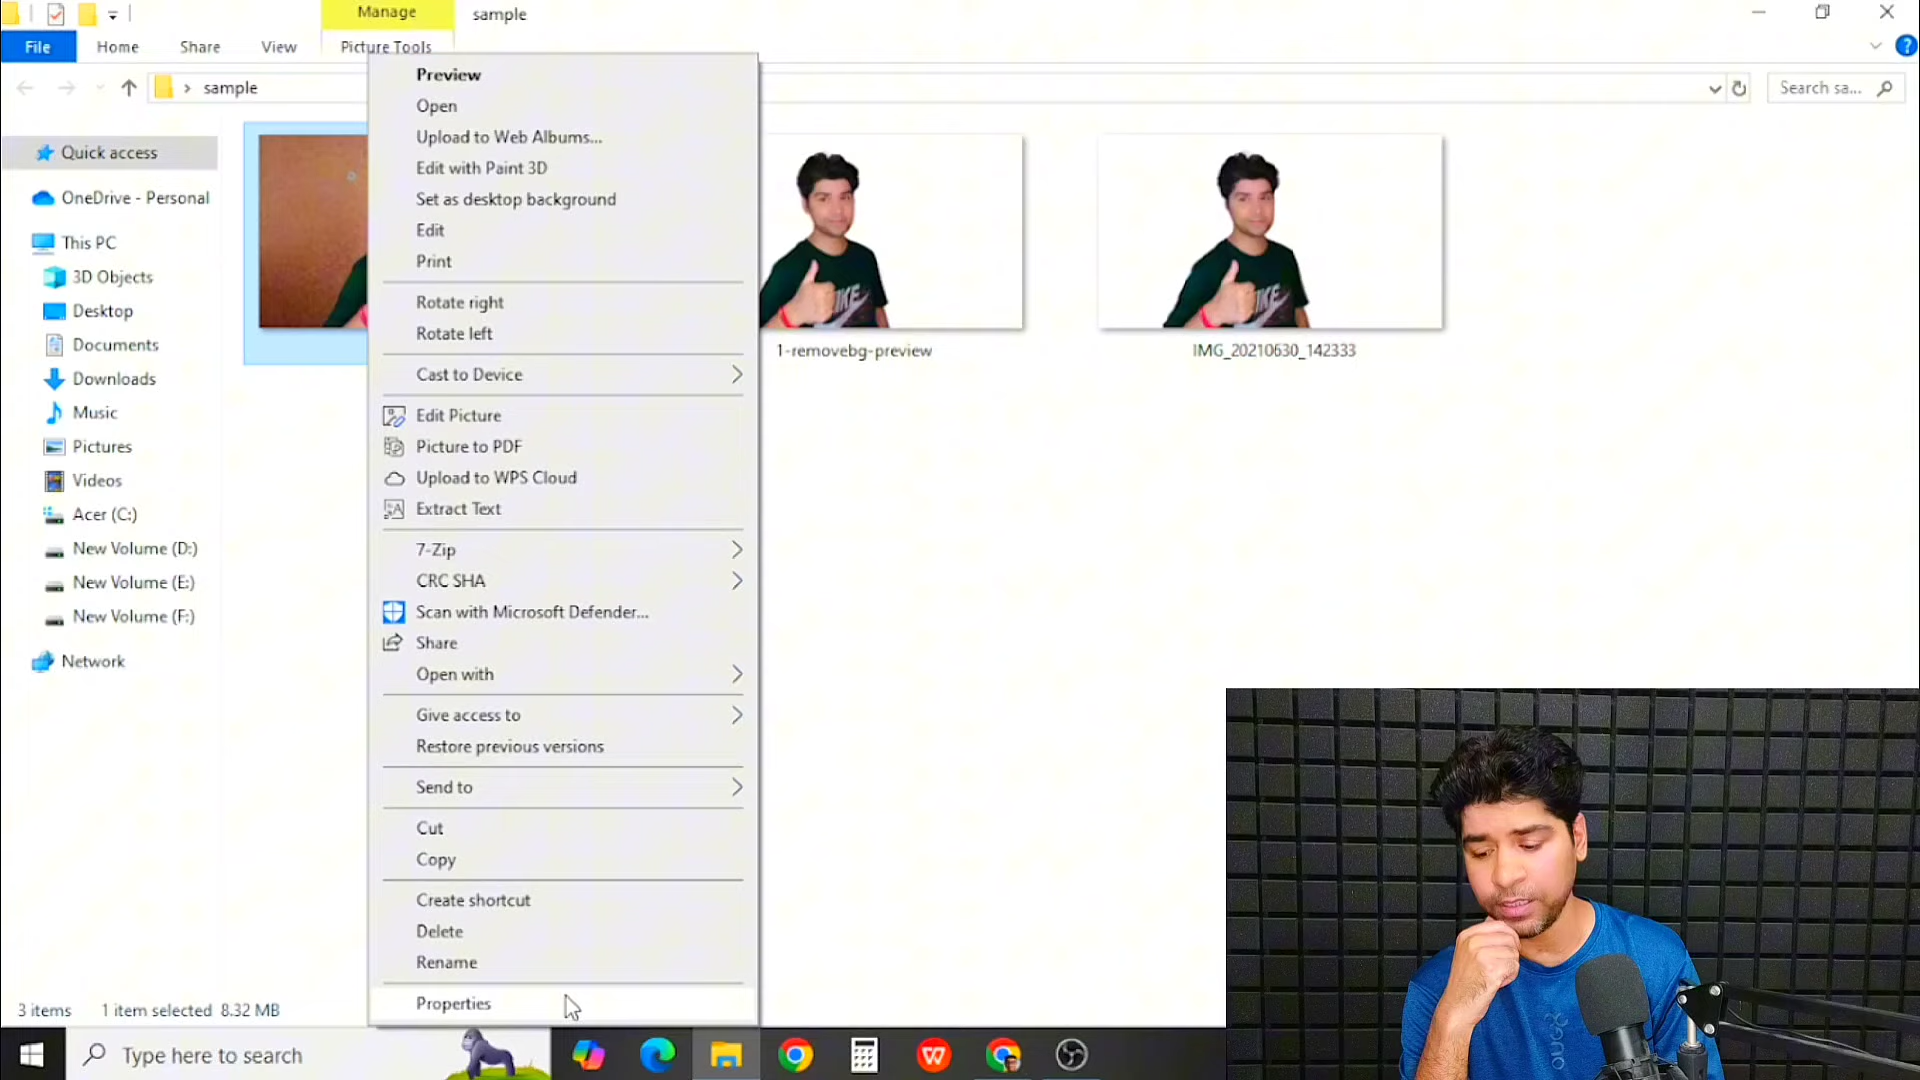 Manage
sample
File
Home
Share
View
Picture Tools
sample
Search sa...
Quick access
OneDrive - Personal
This PC
3D Objects
Desktop
Documents
Downloads
Music
Pictures
Videos
Acer (C:)
New Volume (D:)
New Volume (E:)
New Volume (F:)
Network
Preview
Open
Upload to Web Albums...
Edit with Paint 3D
Set as desktop background
Edit
Print
Rotate right
Rotate left
Cast to Device
Edit Picture
Picture to PDF
Upload to WPS Cloud
Extract Text
7-Zip
CRC SHA
Scan with Microsoft Defender...
Share
Open with
Give access to
Restore previous versions
Send to
Cut
Copy
Create shortcut
Delete
Rename
Properties
1-removebg-preview
IMG_20210630_142333
3 items
1 item selected 8.32 MB
Type here to search